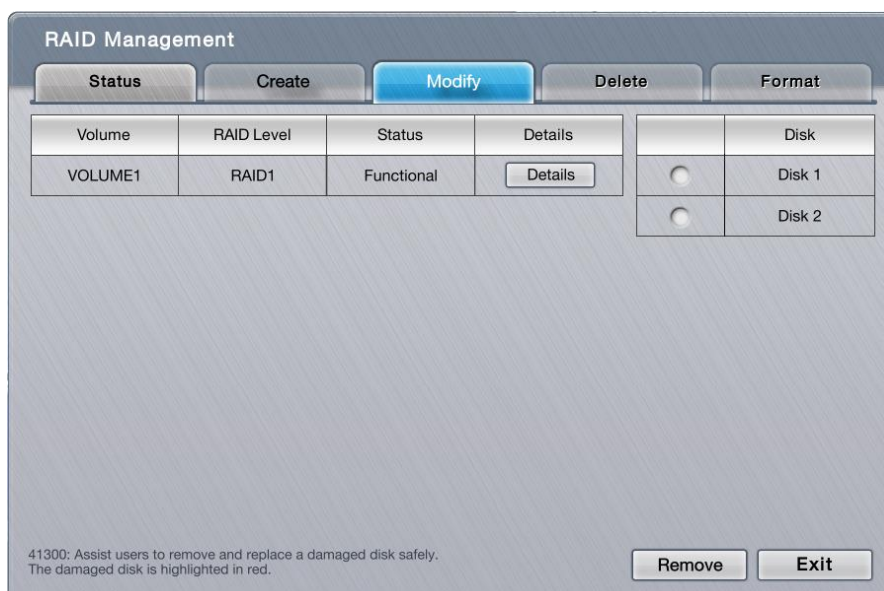 RAID Management
Status Create Modify Delete Format
Volume RAID Level Status Details Disk
VOLUME1 RAID1 Functional Details Disk 1
Disk 2
41300: Assist users to remove and replace a damaged disk safely.
The damaged disk is highlighted in red.
Remove Exit